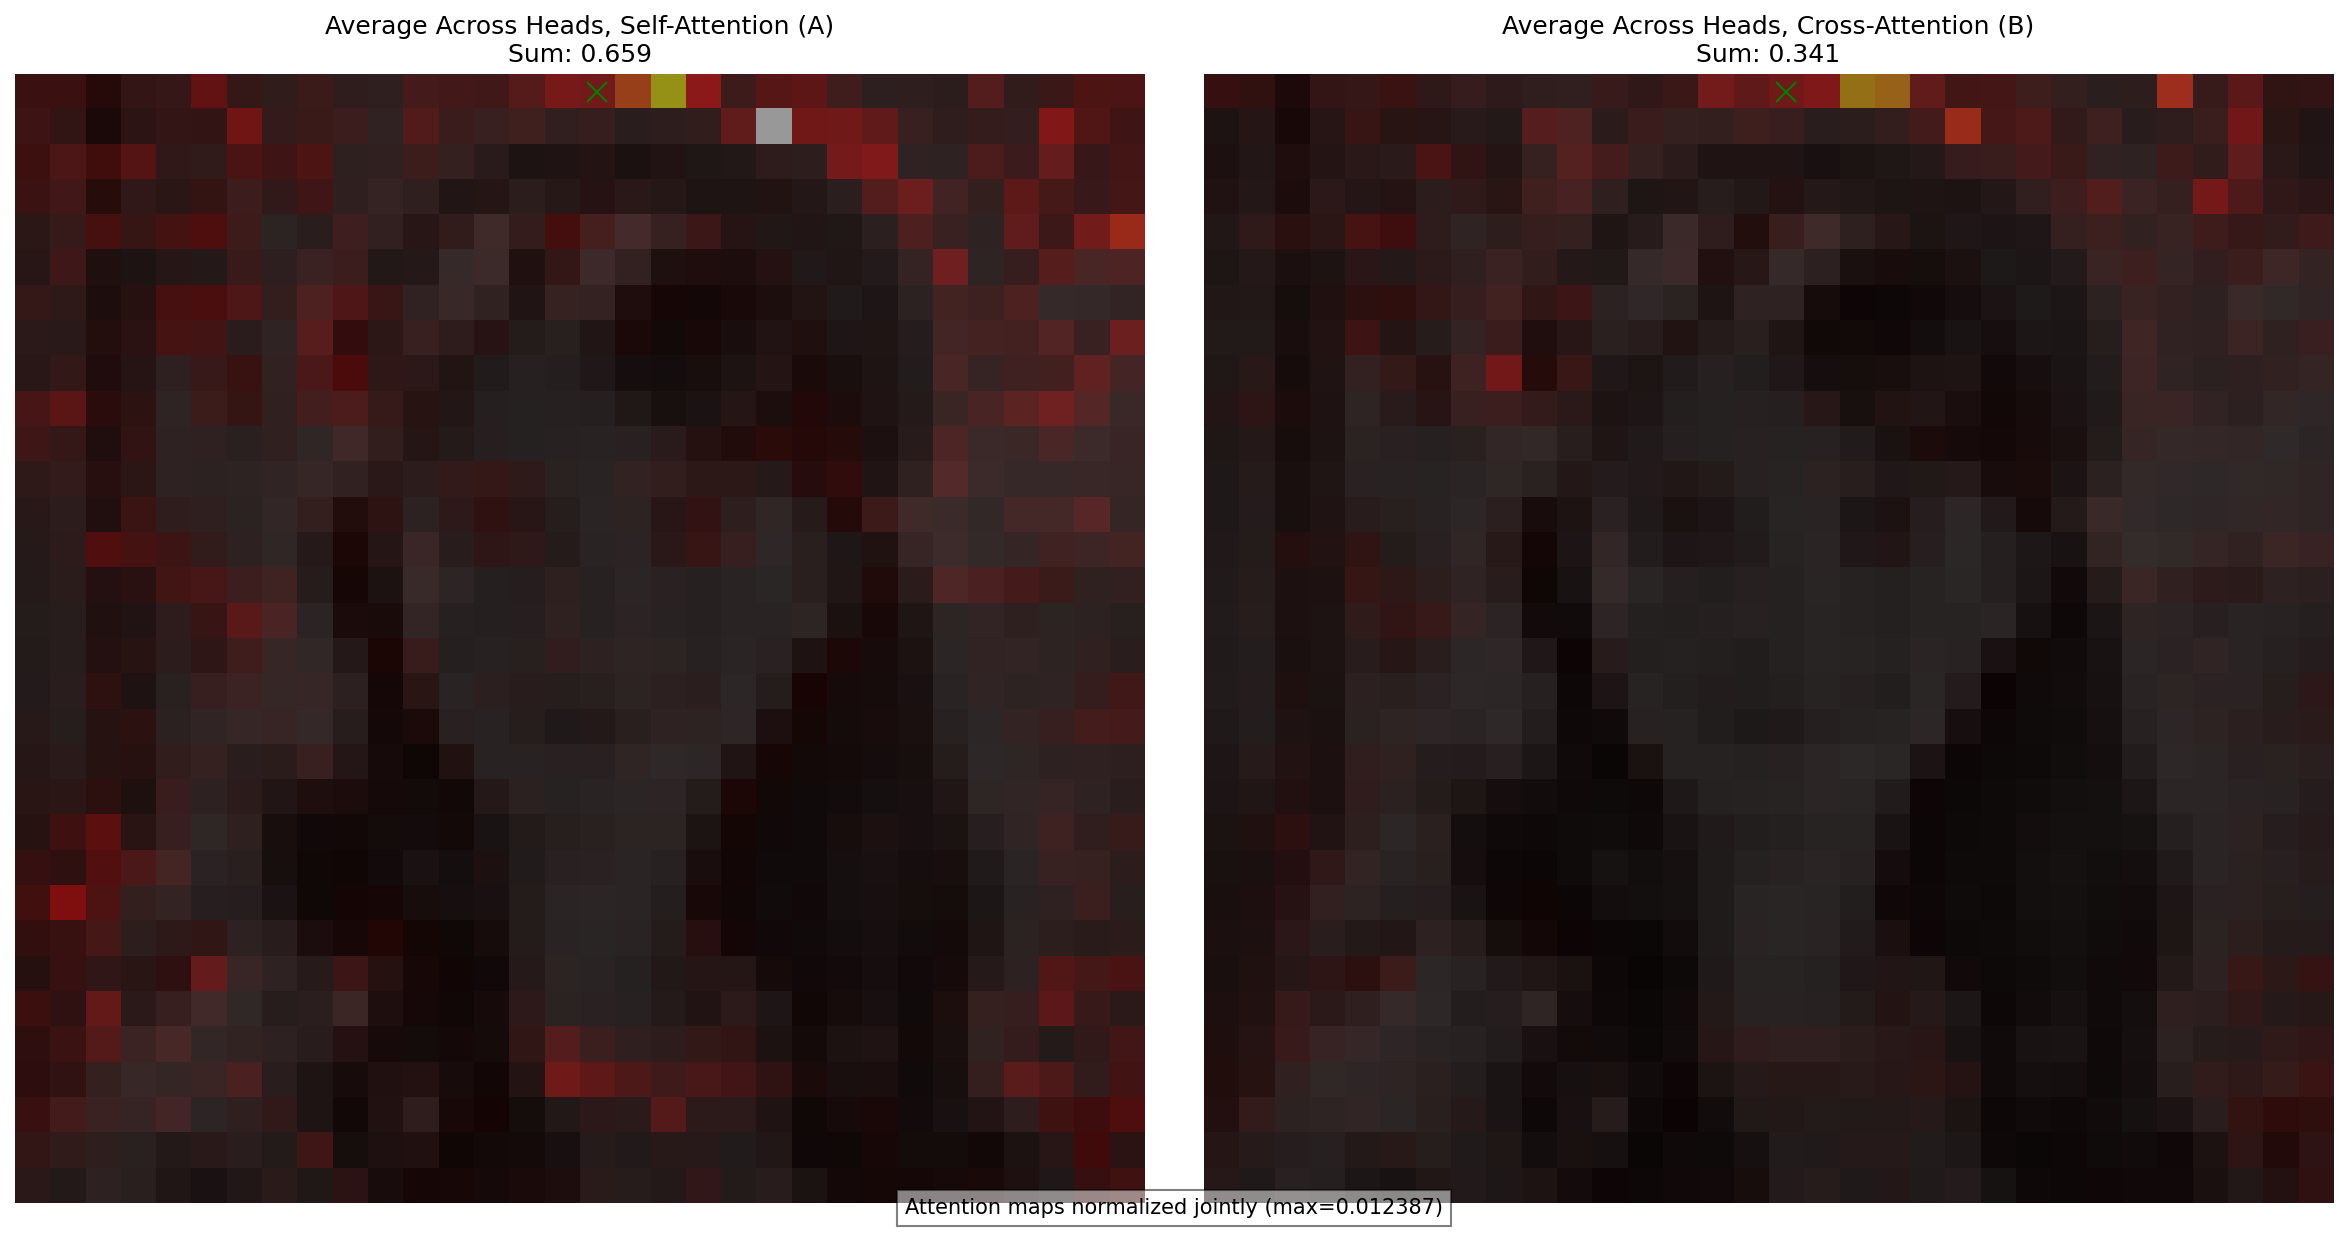 Average Across Heads, Self-Attention (A)
Sum: 0.659
Average Across Heads, Cross-Attention (B)
Sum: 0.341
Attention maps normalized jointly (max=0.012387)